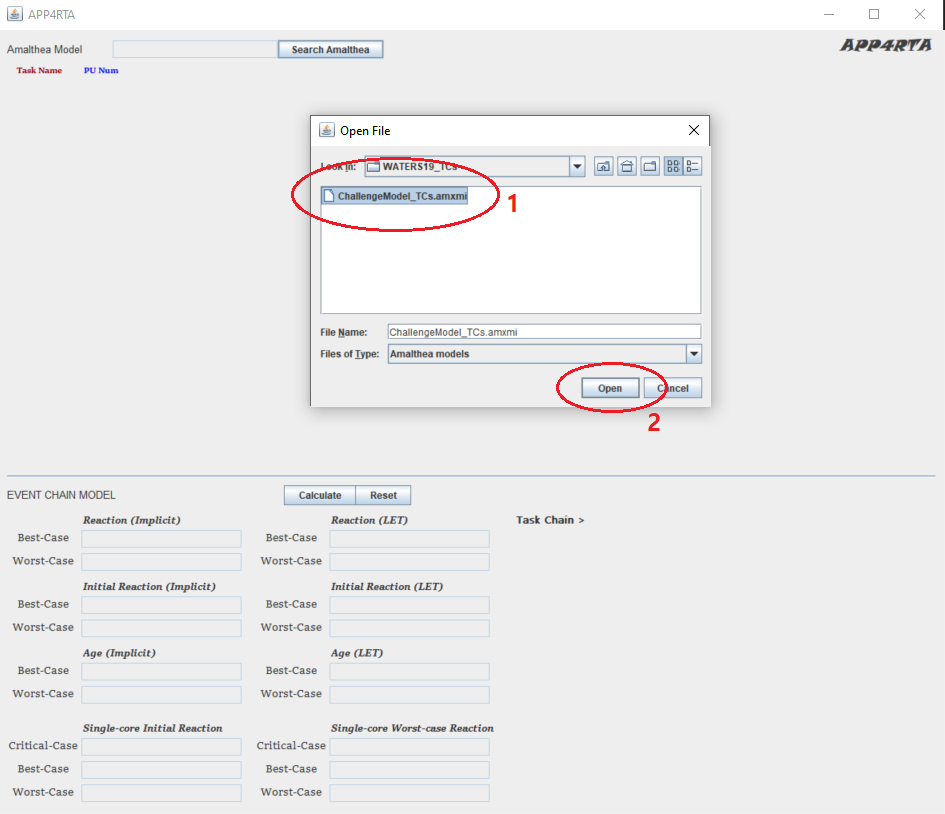 APP4RTA
Amalthea Model Search Amalthea APP4RTA
Task Name PU Num
Open File
Look In: WATERS19_TCs
ChallengeModel_TCs.amxmi 1
File Name: ChallengeModel_TCs.amxmi
Files of Type: Amalthea models
Open Cancel
2
EVENT CHAIN MODEL Calculate Reset
Reaction (Implicit) Reaction (LET) Task Chain >
Best-Case Best-Case
Worst-Case Worst-Case
Initial Reaction (Implicit) Initial Reaction (LET)
Best-Case Best-Case
Worst-Case Worst-Case
Age (Implicit) Age (LET)
Best-Case Best-Case
Worst-Case Worst-Case
Single-core Initial Reaction Single-core Worst-case Reaction
Critical-Case Critical-Case
Best-Case Best-Case
Worst-Case Worst-Case